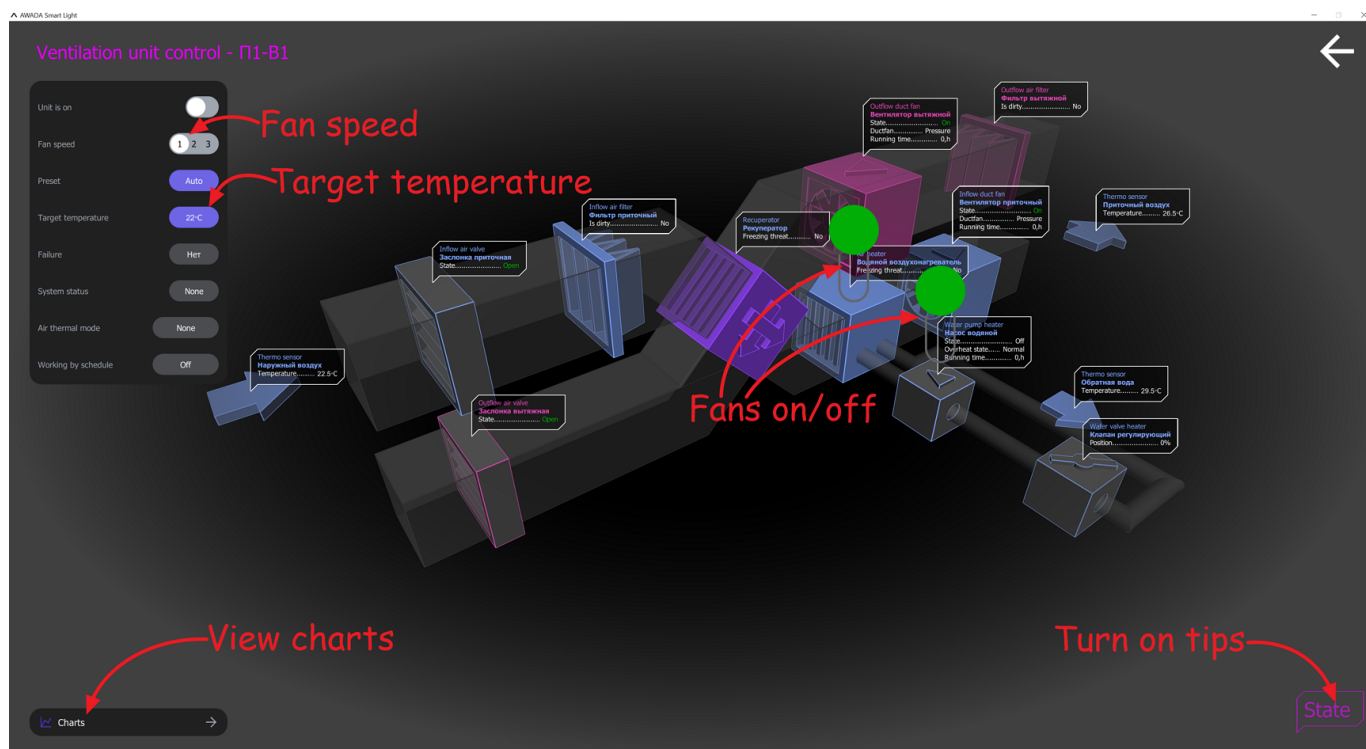 AWADA Smart Light
Ventilation unit control - П1-В1
Unit is on
Fan speed
1 2 3
Preset
Auto
Target temperature
22°C
Failure
Нет
System status
None
Air thermal mode
None
Working by schedule
Off
Fan speed
Target temperature
Outflow air filter
Фильтр вытяжной
Is dirty........................ No
Outflow duct fan
Вентилятор вытяжной
State........................... On
Ductfan............. Pressure
Running time............ 0,h
Inflow air filter
Фильтр приточный
Is dirty........................ No
Inflow duct fan
Вентилятор приточный
State........................... On
Ductfan............. Pressure
Running time............ 0,h
Thermo sensor
Приточный воздух
Temperature........ 26.5°C
Recuperator
Рекуператор
Freezing threat.......... No
Inflow air valve
Заслонка приточная
State..................... Open
heater
Водяной воздухонагреватель
Freezing threat No
Water pump heater
Насос водяной
State........................ Off
Overheat state..... Normal
Running time............ 0,h
Thermo sensor
Наружный воздух
Temperature........ 22.5°C
Thermo sensor
Обратная вода
Temperature........ 29.5°C
Outflow air valve
Заслонка вытяжная
State..................... Open
Fans on/off
Water valve heater
Клапан регулирующий
Position..................... 0%
View charts
Turn on tips
Charts
State